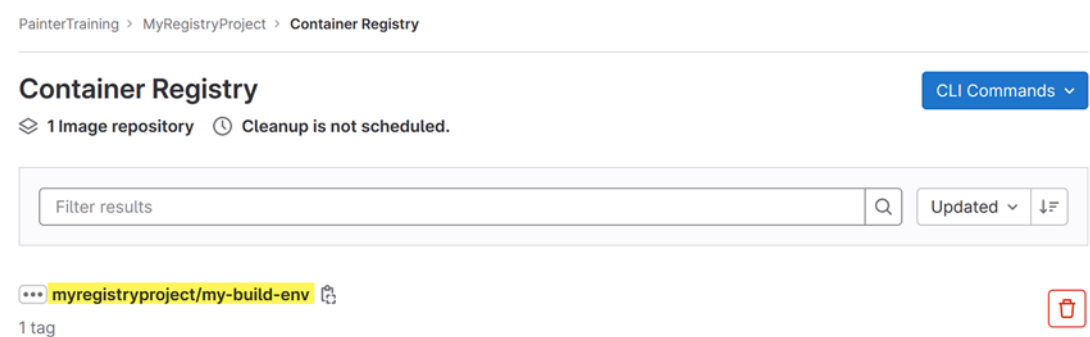 PainterTraining > MyRegistryProject > Container Registry
Container Registry
CLI Commands
1 Image repository Cleanup is not scheduled.
Filter results
Updated
myregistryproject/my-build-env
1 tag